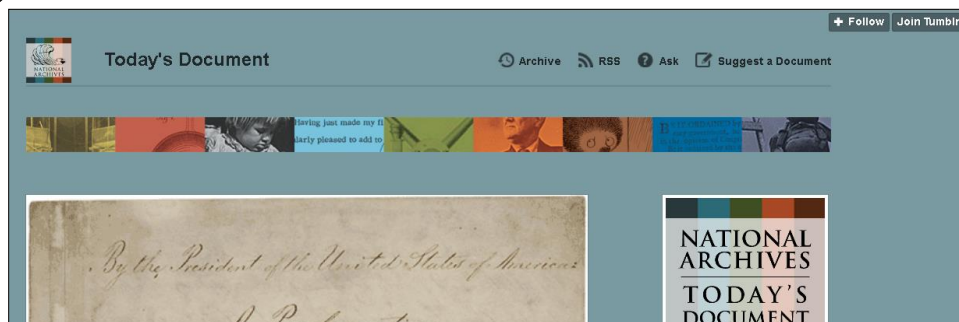 Follow
Join Tumblr
NATIONAL
ARCHIVES
Today's Document
Archive
RSS
Ask
Suggest a Document
Having just made my fi
larly pleased to add to
By the President of the United States of America:
NATIONAL
ARCHIVES
TODAY'S
DOCUMENT